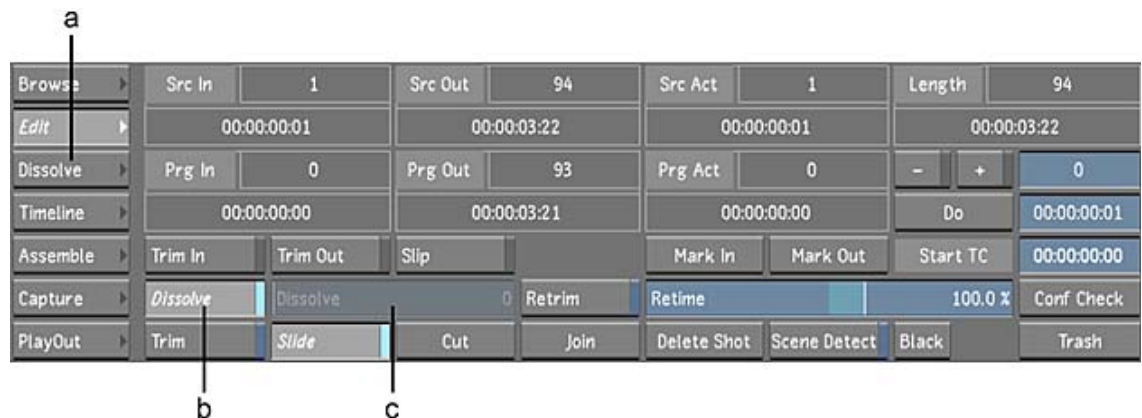 a
Browse Src In 1 Src Out 94 Src Act 1 Length 94
Edit 00:00:00:01 00:00:03:22 00:00:00:01 00:00:03:22
Dissolve Prg In 0 Prg Out 93 Prg Act 0 - + 0
Timeline 00:00:00:00 00:00:03:21 00:00:00:00 Do 00:00:00:01
Assemble Trim In Trim Out Slip Mark In Mark Out Start TC 00:00:00:00
Capture Dissolve Dissolve 0 Retrim Retime 100.0 % Conf Check
PlayOut Trim Slide Cut Join Delete Shot Scene Detect Black Trash
b c